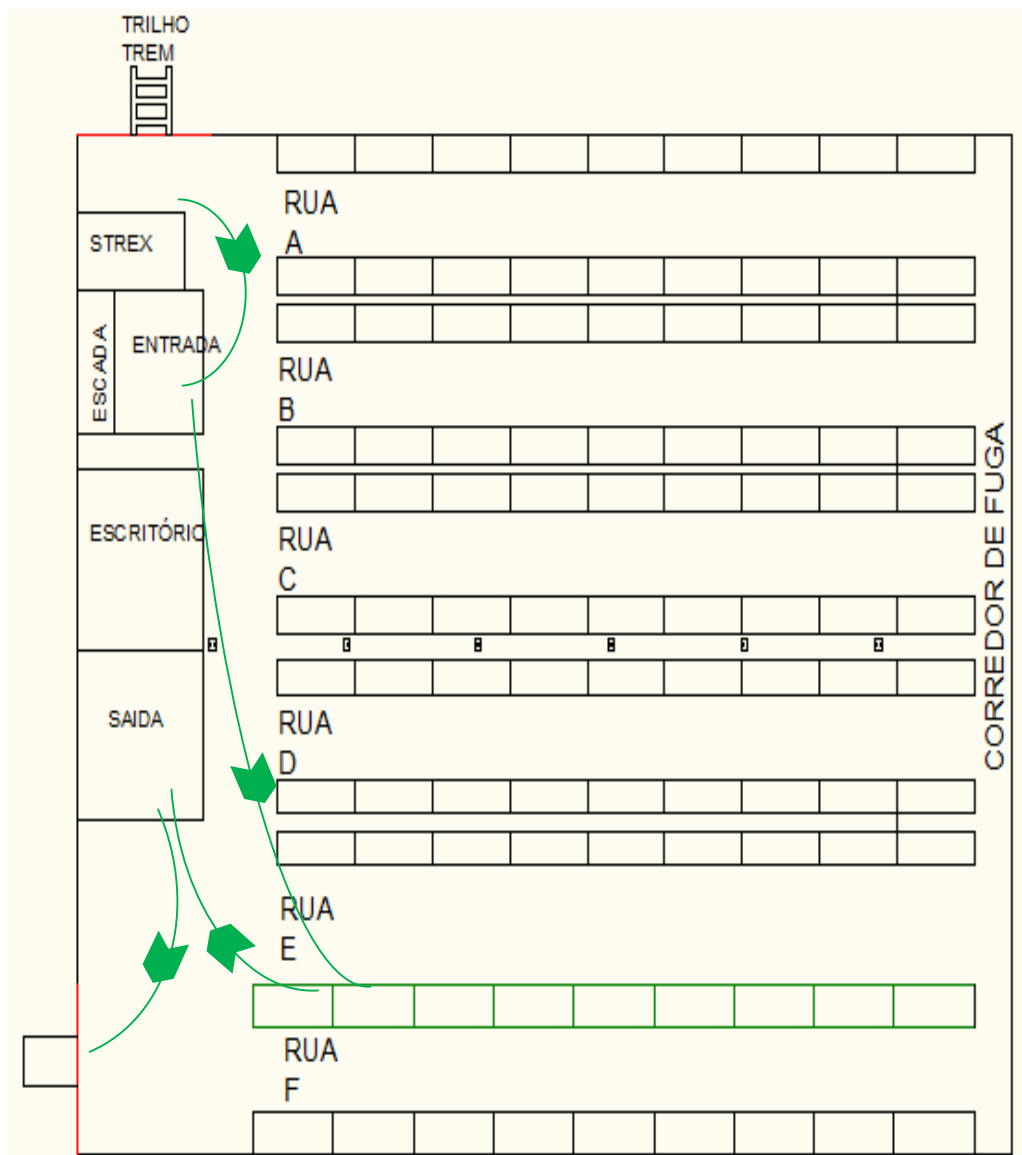 TRILHO
TREM
RUA
A
STREX
ESCADA
ENTRADA
RUA
B
ESCRITÓRIO
RUA
C
CORREDOR DE FUGA
SAIDA
RUA
D
RUA
E
RUA
F